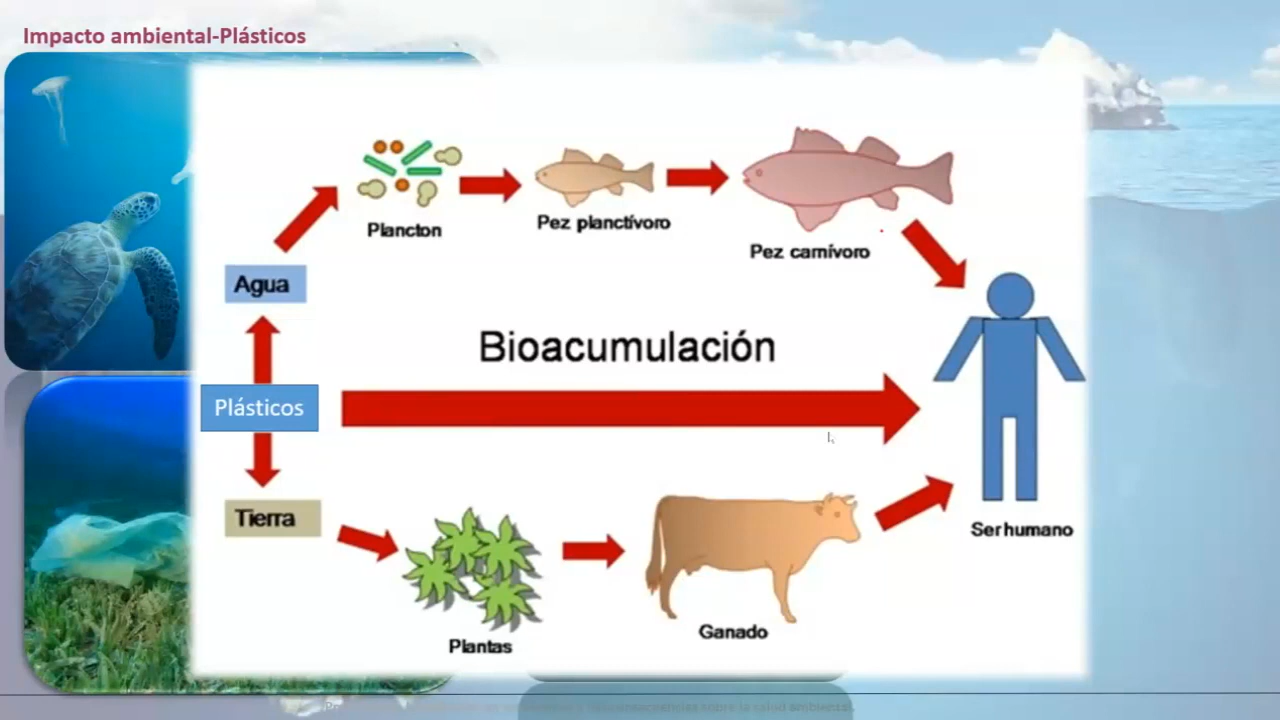 Impacto ambiental-Plásticos
Plancton
Pez planctívoro
Pez carnívoro
Agua
Bioacumulación
Plásticos
Tierra
Ser humano
Ganado
Plantas